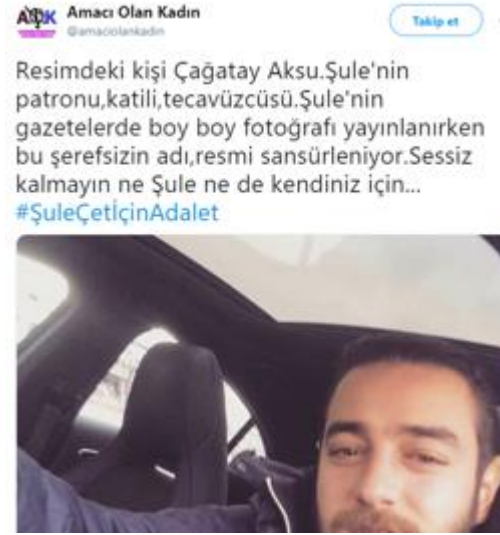 AŞK
Amacı Olan Kadın
@amaciolankadin
Takip et
Resimdeki kişi Çağatay Aksu.Şule'nin
patronu,katili,tecavüzcüsü.Şule'nin
gazetelerde boy boy fotoğrafı yayınlanırken
bu şerefsizin adı,resmi sansürleniyor.Sessiz
kalmayın ne Şule ne de kendiniz için...
#ŞuleÇetİçinAdalet